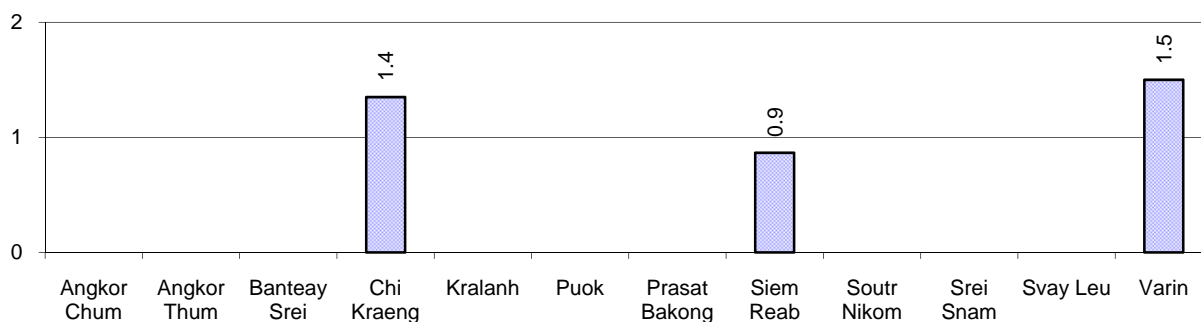 2
1
0
1.4
0.9
1.5
Angkor Chum
Angkor Thum
Banteay Srei
Chi Kraeng
Kralanh
Puok
Prasat Bakong
Siem Reab
Soutr Nikom
Srei Snam
Svay Leu
Varin